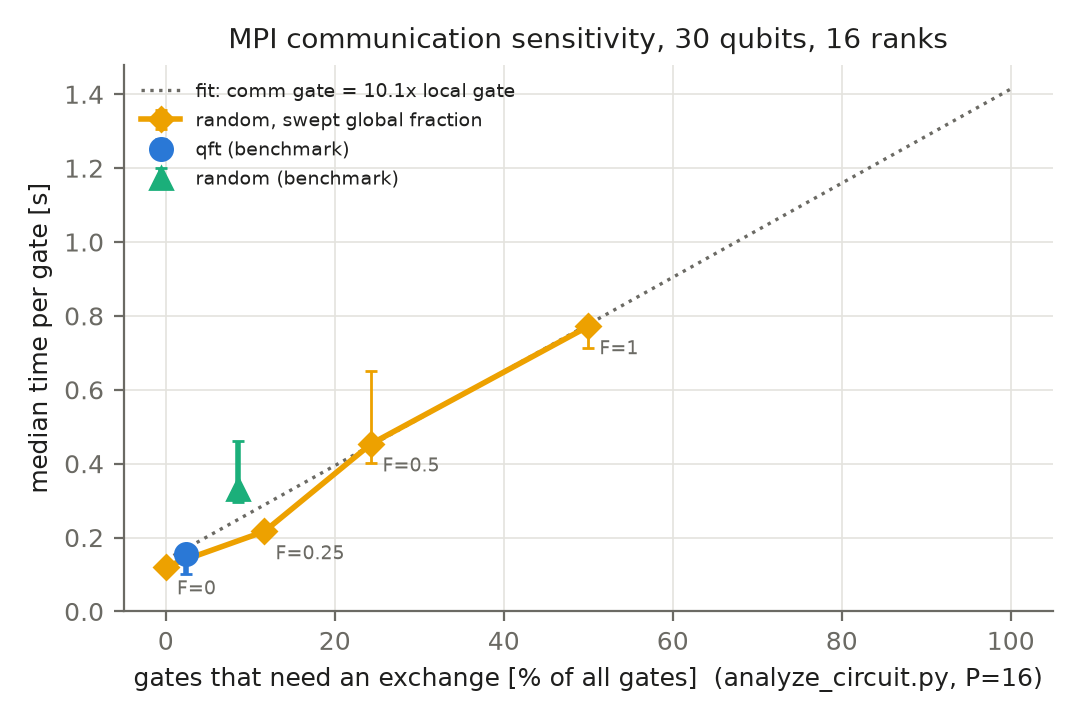 MPI communication sensitivity, 30 qubits, 16 ranks
fit: comm gate = 10.1x local gate
random, swept global fraction
qft (benchmark)
random (benchmark)
median time per gate [s]
1.4
1.2
1.0
0.8
0.6
0.4
0.2
0.0
F=1
F=0.5
F=0.25
F=0
0
20
40
60
80
100
gates that need an exchange [% of all gates]  (analyze_circuit.py, P=16)